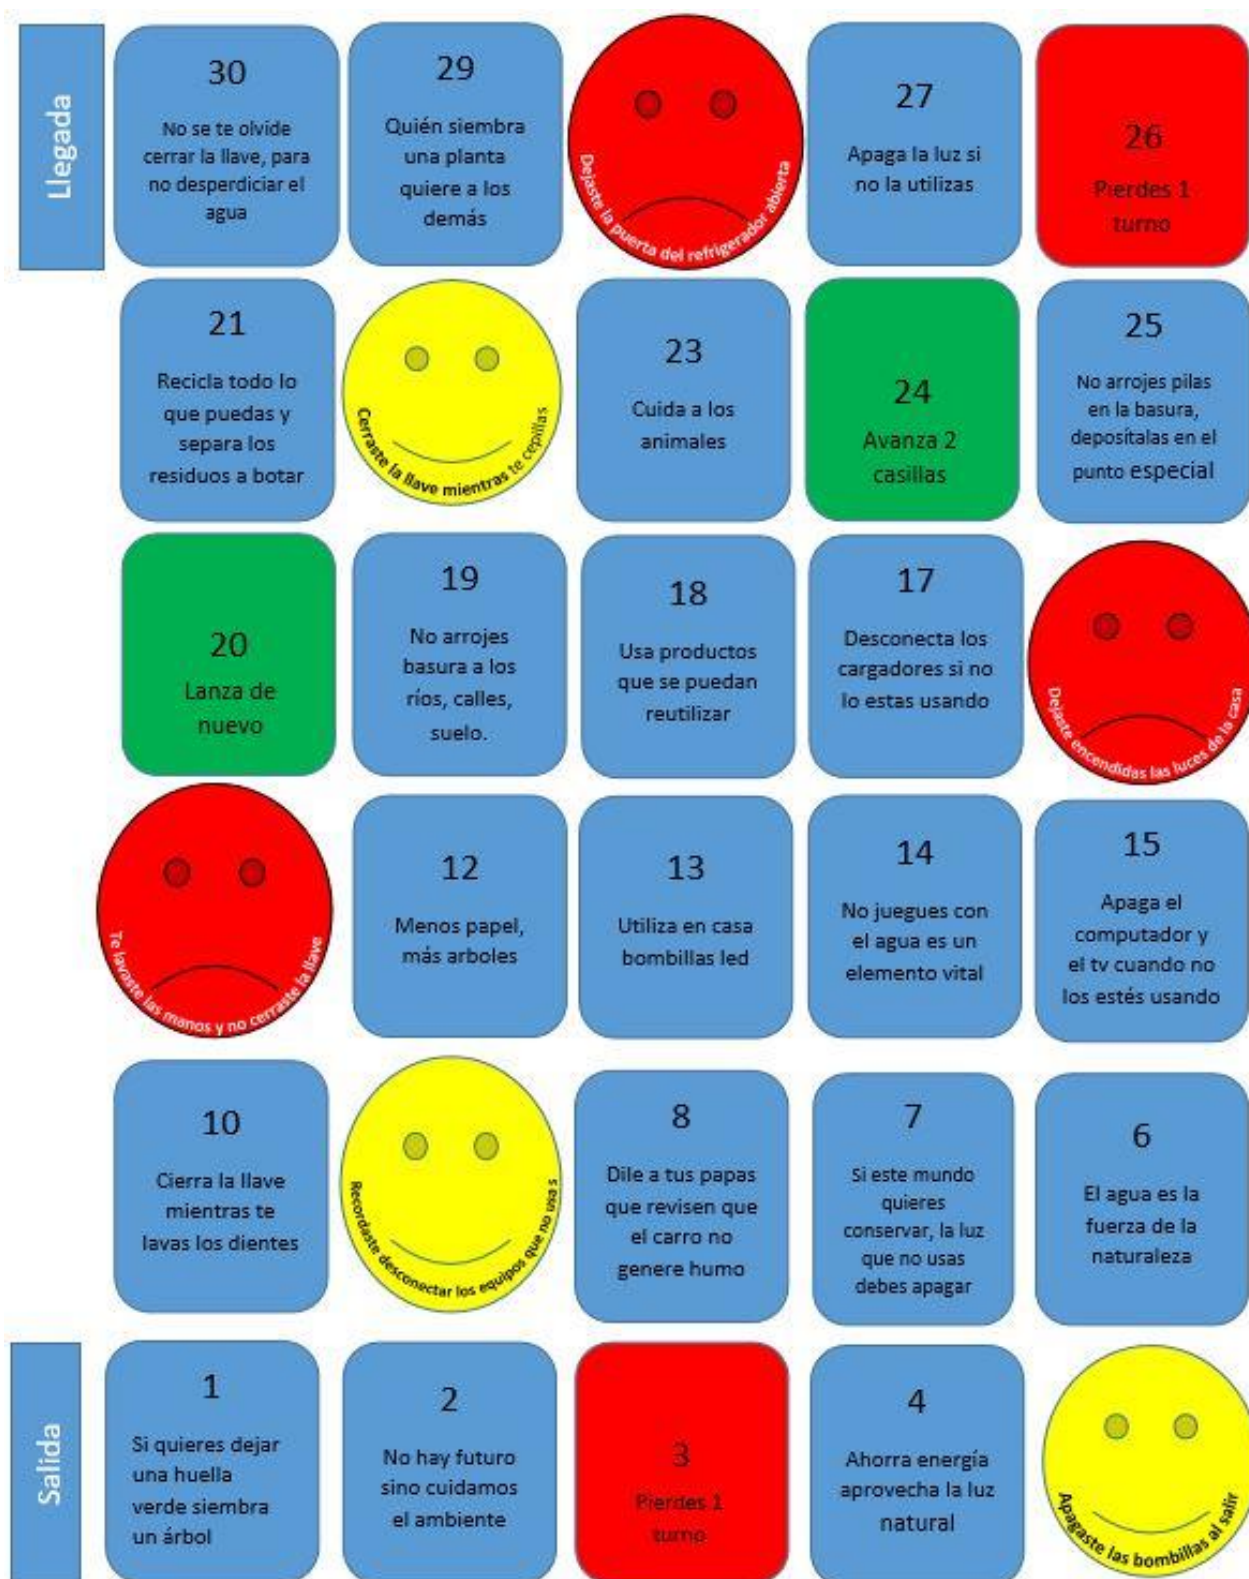 Llegada
30
No se te olvide
cerrar la llave, para
no desperdiciar el
agua
29
Quién siembra
una planta
quiere a los
demás
Dejaste la puerta del refrigerador abierta
27
Apaga la luz si
no la utilizas
26
Pierdes 1
turno
21
Recicla todo lo
que puedas y
separa los
residuos a botar
Cerraste la llave mientras te cepillas
23
Cuida a los
animales
24
Avanza 2
casillas
25
No arrojes pilas
en la basura,
deposítalas en el
punto especial
20
Lanza de
nuevo
19
No arrojes
basura a los
ríos, calles,
suelo.
18
Usa productos
que se puedan
reutilizar
17
Desconecta los
cargadores si no
lo estas usando
Dejaste encendidas las luces de la casa
Te lavaste las manos y no cerraste la llave
12
Menos papel,
más arboles
13
Utiliza en casa
bombillas led
14
No juegues con
el agua es un
elemento vital
15
Apaga el
computador y
el tv cuando no
los estés usando
10
Cierra la llave
mientras te
lavas los dientes
Recordaste desconectar los equipos que no usa s
8
Dile a tus papas
que revisen que
el carro no
genere humo
7
Si este mundo
quieres
conservar, la luz
que no usas
debes apagar
6
El agua es la
fuerza de la
naturaleza
Salida
1
Si quieres dejar
una huella
verde siembra
un árbol
2
No hay futuro
sino cuidamos
el ambiente
3
Pierdes 1
turno
4
Ahorra energía
aprovecha la luz
natural
Apagaste las bombillas al salir